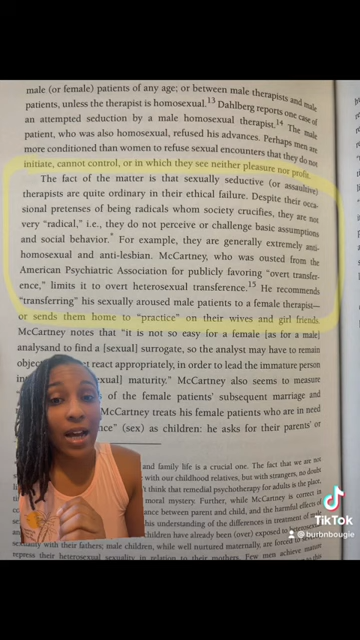 male (or female) patients of any age; or between male therapists and male
patients, unless the therapist is homosexual.13 Dahlberg reports one case of
an attempted seduction by a male homosexual therapist.14 The male
patient, who was also homosexual, refused his advances. Perhaps men are
more conditioned than women to refuse sexual encounters that they do not
initiate, cannot control, or in which they see neither pleasure nor profit.
The fact of the matter is that sexually seductive (or assaultive)
therapists are quite ordinary in their ethical failure. Despite their occa-
sional pretenses of being radicals whom society crucifies, they are not
very “radical,” i.e., they do not perceive or challenge basic assumptions
and social behavior.* For example, they are generally extremely anti-
homosexual and anti-lesbian. McCartney, who was ousted from the
American Psychiatric Association for publicly favoring “overt transfer-
ence,” limits it to overt heterosexual transference.15 He recommends
“transferring” his sexually aroused male patients to a female therapist—
or sends them home to “practice” on their wives and girl friends.
McCartney notes that “it is not so easy for a female [as for a male]
analysand to find a [sexual] surrogate, so the analyst may have to remain
react appropriately, in order to lead the immature person
maturity.” McCartney also seems to measure
of the female patients’ subsequent marriage and
McCartney treats his female patients who are in need
(sex) as children: he asks for their parents’ or
and family life is a crucial one. The fact that we are not
with our childhood relatives, but with strangers, no doubt
think that remedial psychotherapy for adults is the place,
moral mystery. Further, while McCartney is correct in
ance between parent and child, and the harmful effects of
his understanding of the differences in treatment of male
children have already been (over) exposed to
sexuality with their fathers; male children, while well nurtured maternally, are forced to
repress their heterosexual sexuality in relation to their mothers. Few men achieve mature
TikTok
@burbnbougie